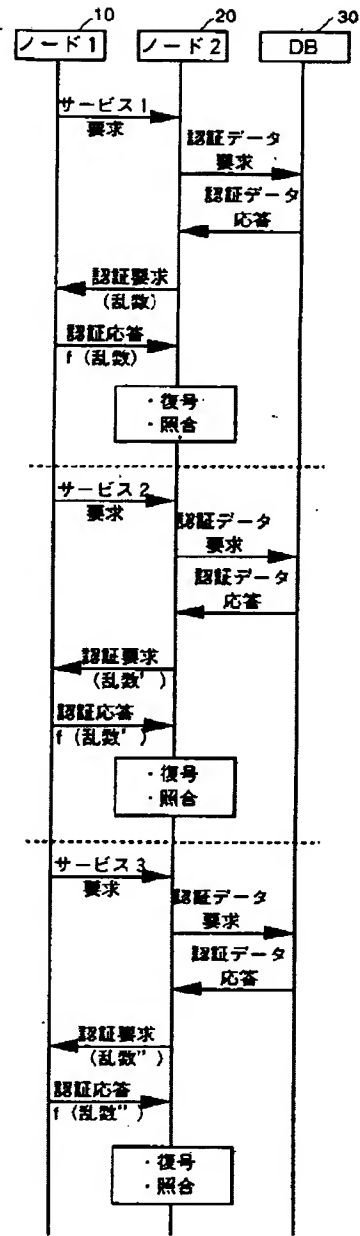 10
20
30
ノード1
ノード2
DB
サービス1
要求
認証データ
要求
認証データ
応答
認証要求
(乱数)
認証応答
f (乱数)
・復号
・照合
サービス2
要求
認証データ
要求
認証データ
応答
認証要求
(乱数')
認証応答
f (乱数')
・復号
・照合
サービス3
要求
認証データ
要求
認証データ
応答
認証要求
(乱数")
認証応答
f (乱数")
・復号
・照合